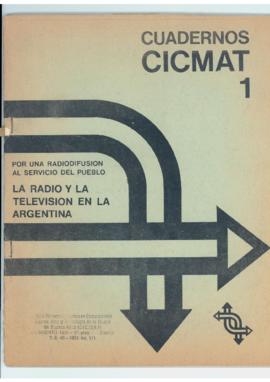 CUADERNOS
CICMAT
1
POR UNA RADIODIFUSION
AL SERVICIO DEL PUEBLO
LA RADIO Y LA
TELEVISION EN LA
ARGENTINA